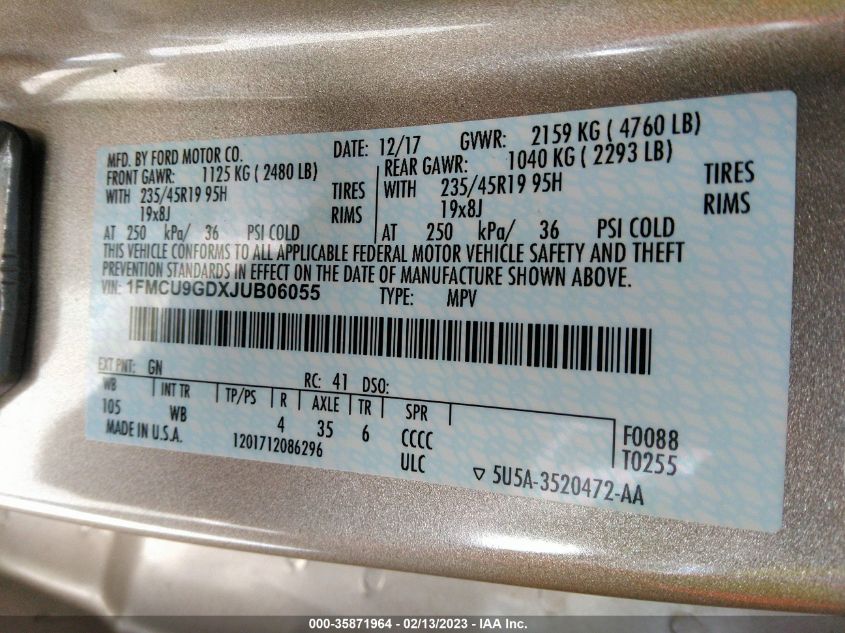 MFD. BY FORD MOTOR CO.
DATE: 12/17 GVWR: 2159 KG ( 4760 LB)
FRONT GAWR: 1125 KG ( 2480 LB)
REAR GAWR: 1040 KG ( 2293 LB)
WITH 235/45R19 95H TIRES
WITH 235/45R19 95H TIRES
19x8J RIMS
19x8J RIMS
AT 250 kPa/ 36 PSI COLD
AT 250 kPa/ 36 PSI COLD
THIS VEHICLE CONFORMS TO ALL APPLICABLE FEDERAL MOTOR VEHICLE SAFETY AND THEFT
PREVENTION STANDARDS IN EFFECT ON THE DATE OF MANUFACTURE SHOWN ABOVE.
VIN: 1FMCU9GDXJUB06055 TYPE: MPV
EXT PNT: GN RC: 41 DSO:
WB INT TR TP/PS R AXLE TR SPR
105 WB 4 35 6 CCCC F0088
MADE IN U.S.A. 1201712086296 ULC T0255
▽ 5U5A-3520472-AA
000-35871964 - 02/13/2023 - © IAA Inc.